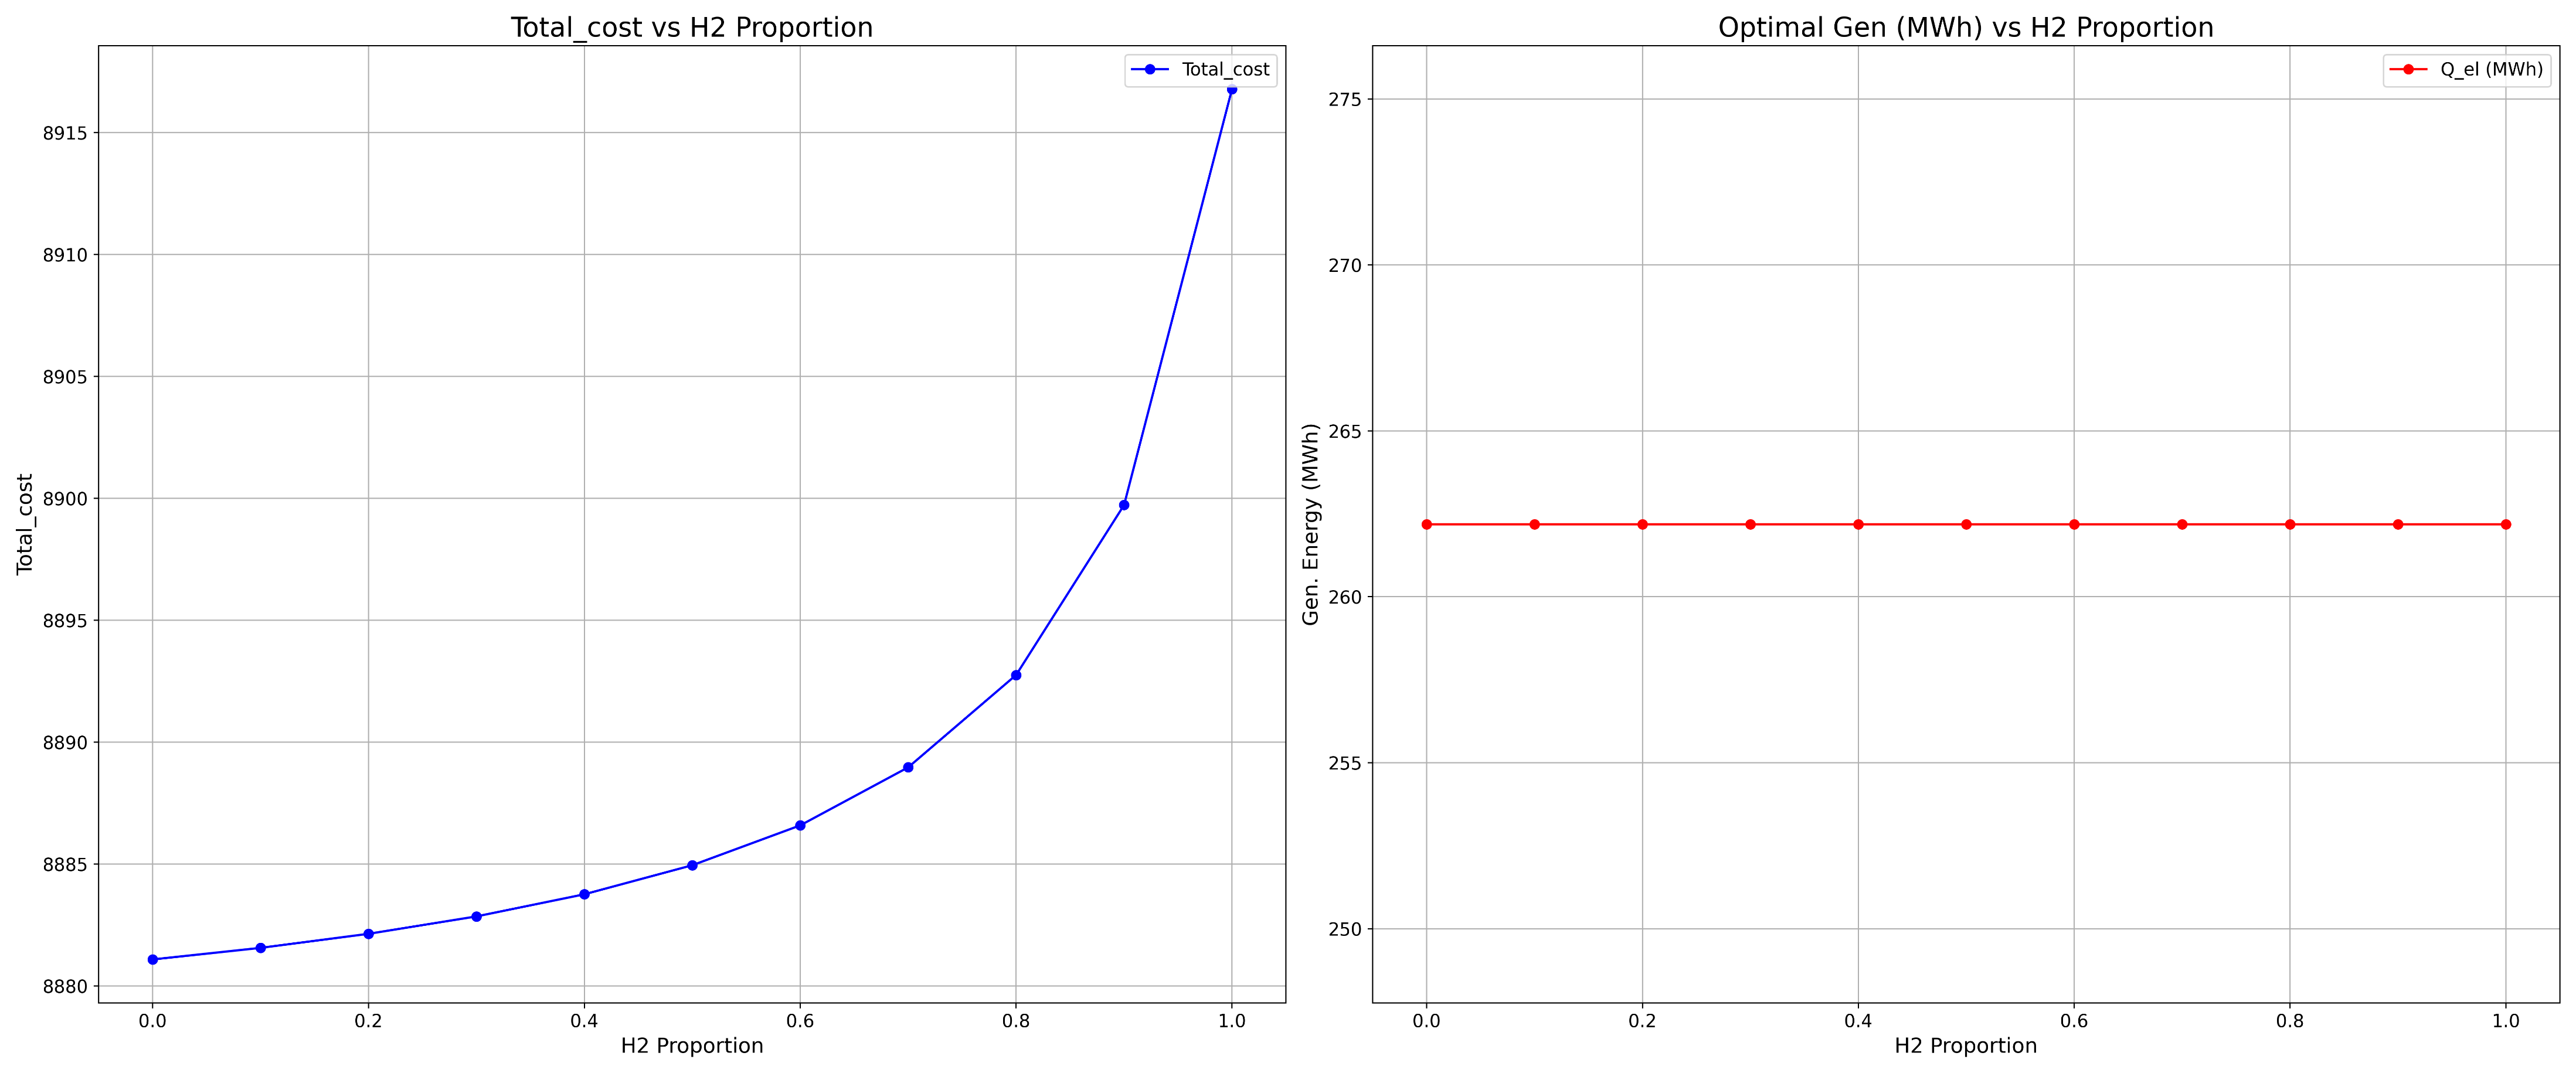 Total_cost vs H2 Proportion
Total_cost
8915
8910
8905
8900
8895
8890
8885
8880
Total_cost
0.0 0.2 0.4 0.6 0.8 1.0
H2 Proportion
Optimal Gen (MWh) vs H2 Proportion
Q_el (MWh)
275
270
265
260
255
250
Gen. Energy (MWh)
0.0 0.2 0.4 0.6 0.8 1.0
H2 Proportion